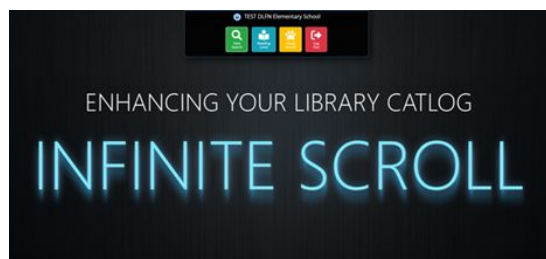 TEST DLFN Elementary School
ENHANCING YOUR LIBRARY CATLOG
INFINITE SCROLL